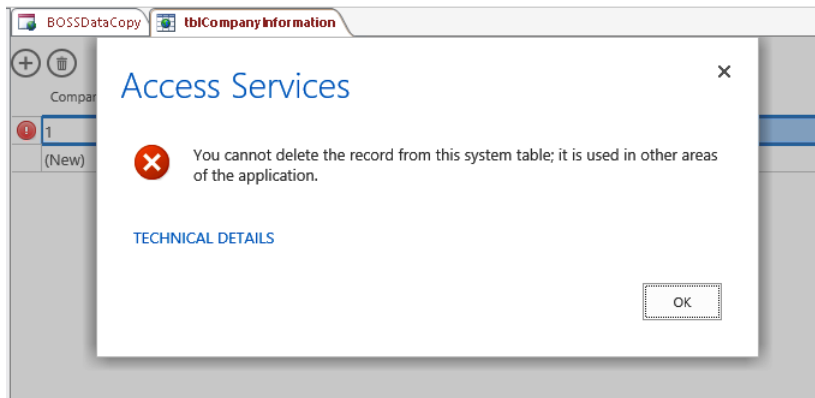 BOSSDataCopy tblCompanyInformation
Access Services
Compar
1
(New)
You cannot delete the record from this system table; it is used in other areas
of the application.
TECHNICAL DETAILS
OK